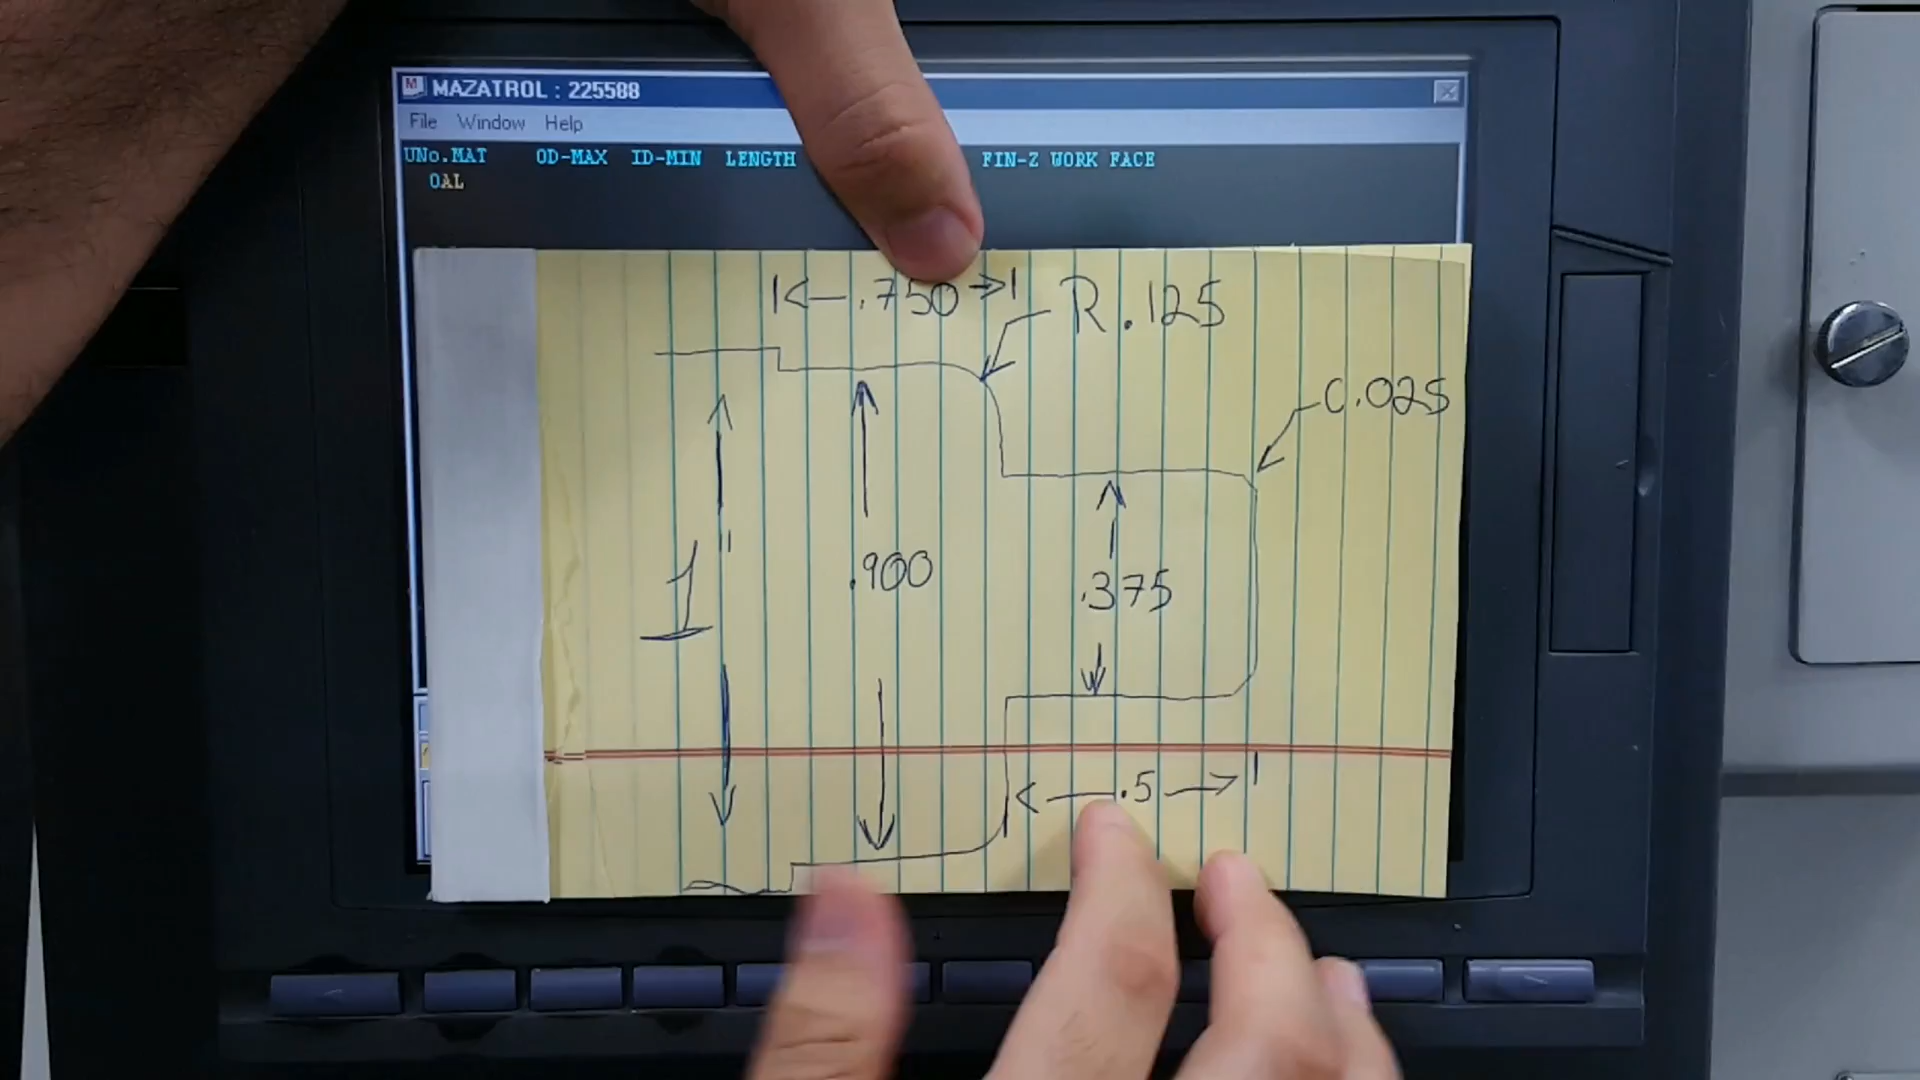 MAZATROL : 225588
File Window Help
UNo.MAT OD-MAX ID-MIN LENGTH FIN-Z WORK FACE
0AL
.750
R .125
C.025
1"
.900
.375
.5